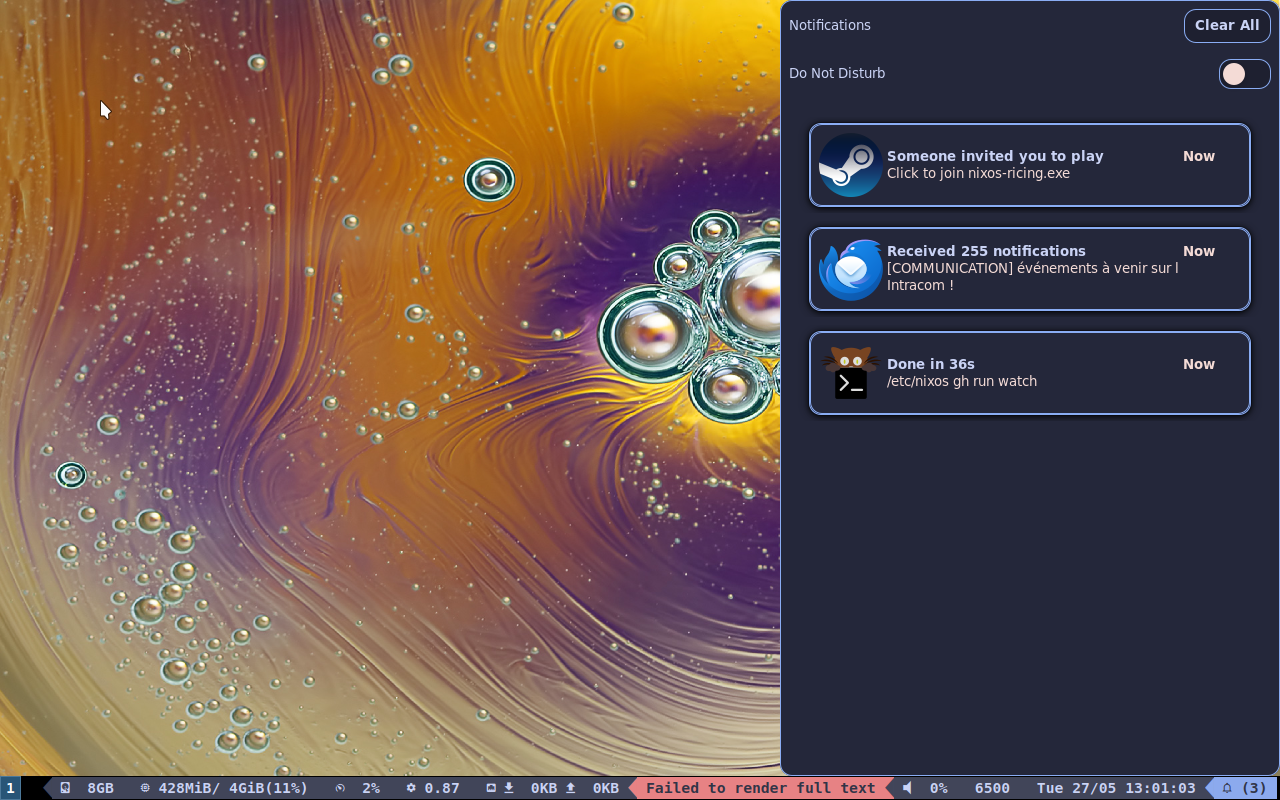 Notifications
Clear All
Do Not Disturb
Someone invited you to play
Now
Click to join nixos-ricing.exe
Received 255 notifications
Now
[COMMUNICATION] événements à venir sur l
Intracom !
Done in 36s
Now
/etc/nixos gh run watch
1 8GB 428MiB/ 4GiB(11%) 2% 0.87 0KB 0KB Failed to render full text 0% 6500 Tue 27/05 13:01:03 (3)